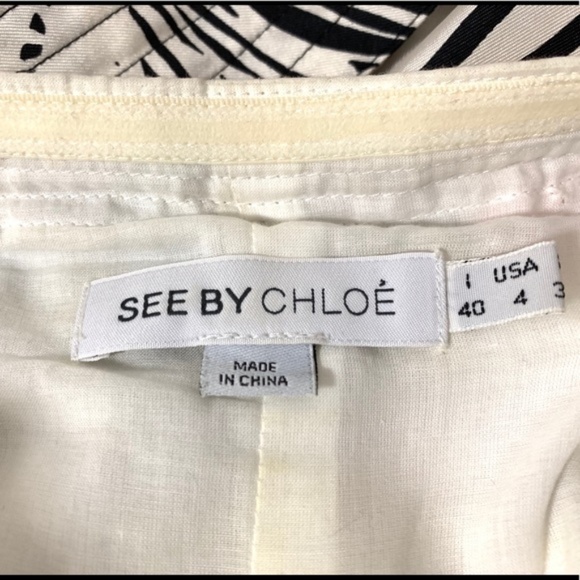 SEE BY CHLOÉ
I USA
40 4 3
MADE
IN CHINA